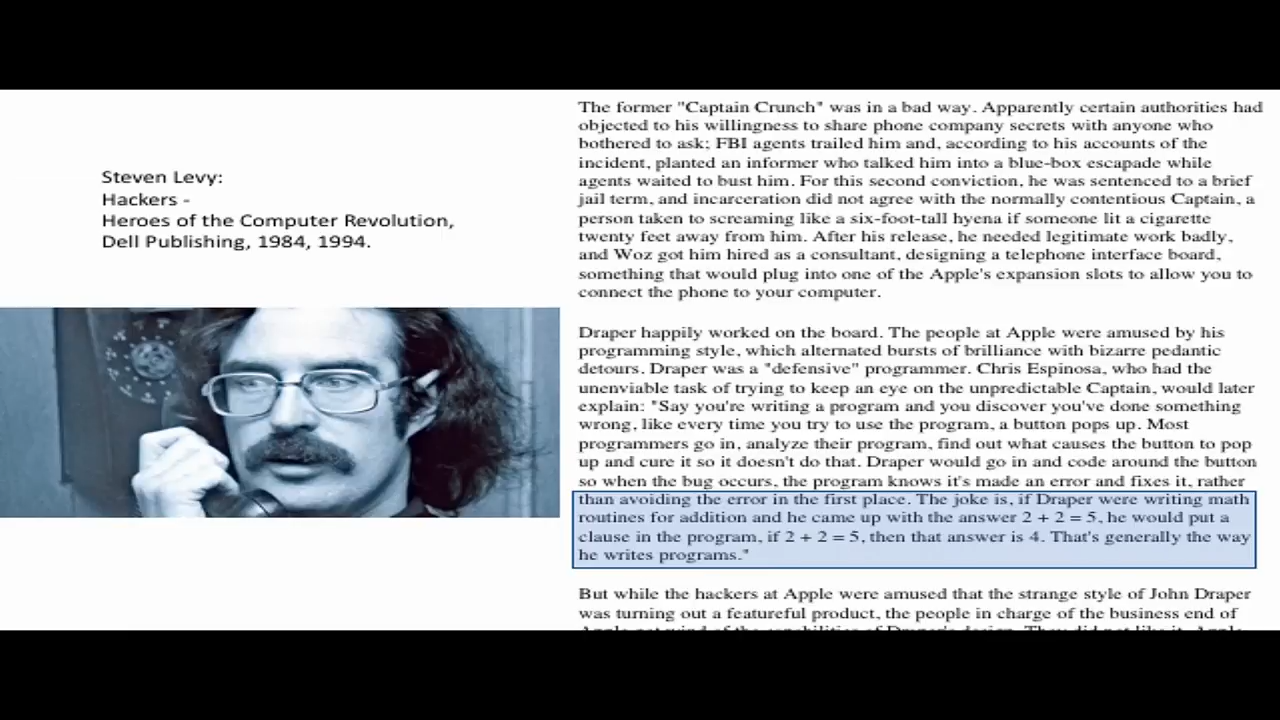 Steven Levy:
Hackers -
Heroes of the Computer Revolution,
Dell Publishing, 1984, 1994.
The former "Captain Crunch" was in a bad way. Apparently certain authorities had
objected to his willingness to share phone company secrets with anyone who
bothered to ask; FBI agents trailed him and, according to his accounts of the
incident, planted an informer who talked him into a blue-box escapade while
agents waited to bust him. For this second conviction, he was sentenced to a brief
jail term, and incarceration did not agree with the normally contentious Captain, a
person taken to screaming like a six-foot-tall hyena if someone lit a cigarette
twenty feet away from him. After his release, he needed legitimate work badly,
and Woz got him hired as a consultant, designing a telephone interface board,
something that would plug into one of the Apple's expansion slots to allow you to
connect the phone to your computer.
Draper happily worked on the board. The people at Apple were amused by his
programming style, which alternated bursts of brilliance with bizarre pedantic
detours. Draper was a "defensive" programmer. Chris Espinosa, who had the
unenviable task of trying to keep an eye on the unpredictable Captain, would later
explain: "Say you're writing a program and you discover you've done something
wrong, like every time you try to use the program, a button pops up. Most
programmers go in, analyze their program, find out what causes the button to pop
up and cure it so it doesn't do that. Draper would go in and code around the button
so when the bug occurs, the program knows it's made an error and fixes it, rather
than avoiding the error in the first place. The joke is, if Draper were writing math
routines for addition and he came up with the answer 2 + 2 = 5, he would put a
clause in the program, if 2 + 2 = 5, then that answer is 4. That's generally the way
he writes programs."
But while the hackers at Apple were amused that the strange style of John Draper
was turning out a featureful product, the people in charge of the business end of
Apple got wind of the capabilities of Draper's design. They did not like it. Apple